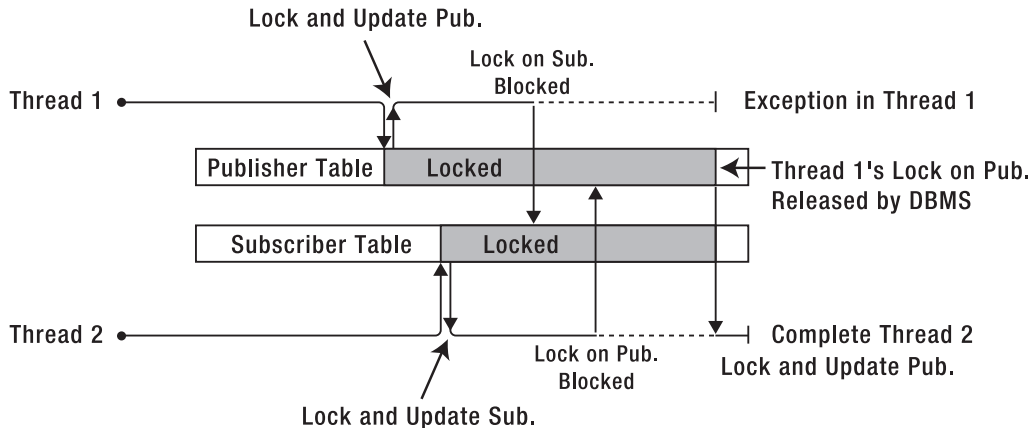 Lock and Update Pub.
Lock on Sub.
Blocked
Thread 1
Exception in Thread 1
Publisher Table
Locked
Thread 1's Lock on Pub.
Released by DBMS
Subscriber Table
Locked
Thread 2
Complete Thread 2
Lock on Pub.
Blocked
Lock and Update Pub.
Lock and Update Sub.